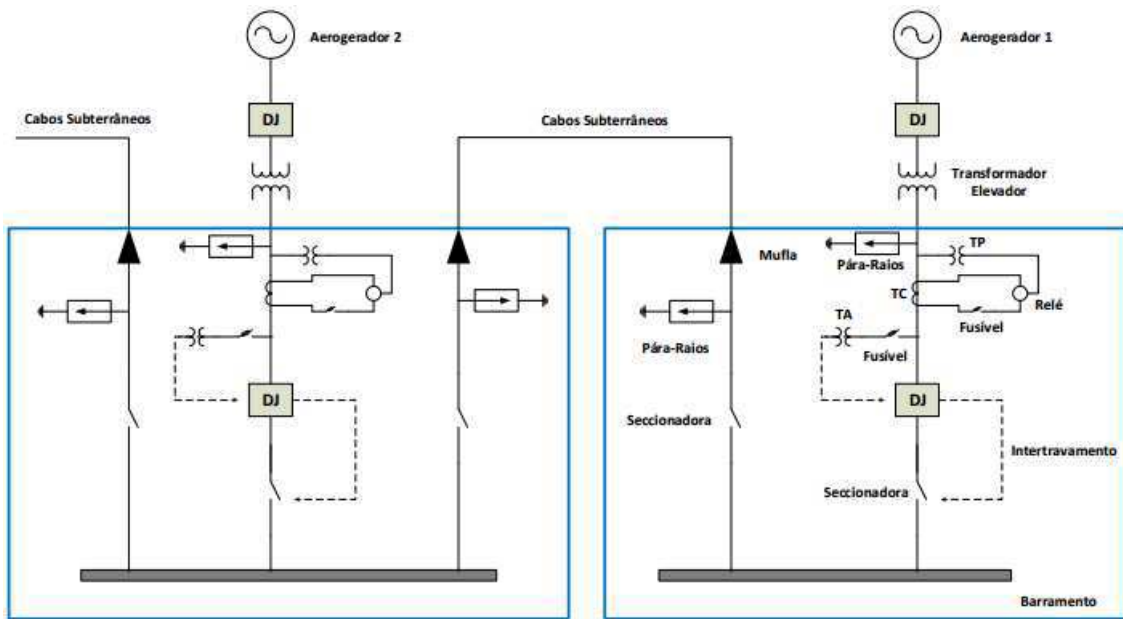 Aerogerador 2
Aerogerador 1
DJ
DJ
Cabos Subterrâneos
Cabos Subterrâneos
Transformador
Elevador
Mufla
Pára-Raios
TP
TC
Relé
Fusível
TA
Fusível
Pára-Raios
DJ
DJ
Seccionadora
Intertravamento
Seccionadora
Barramento